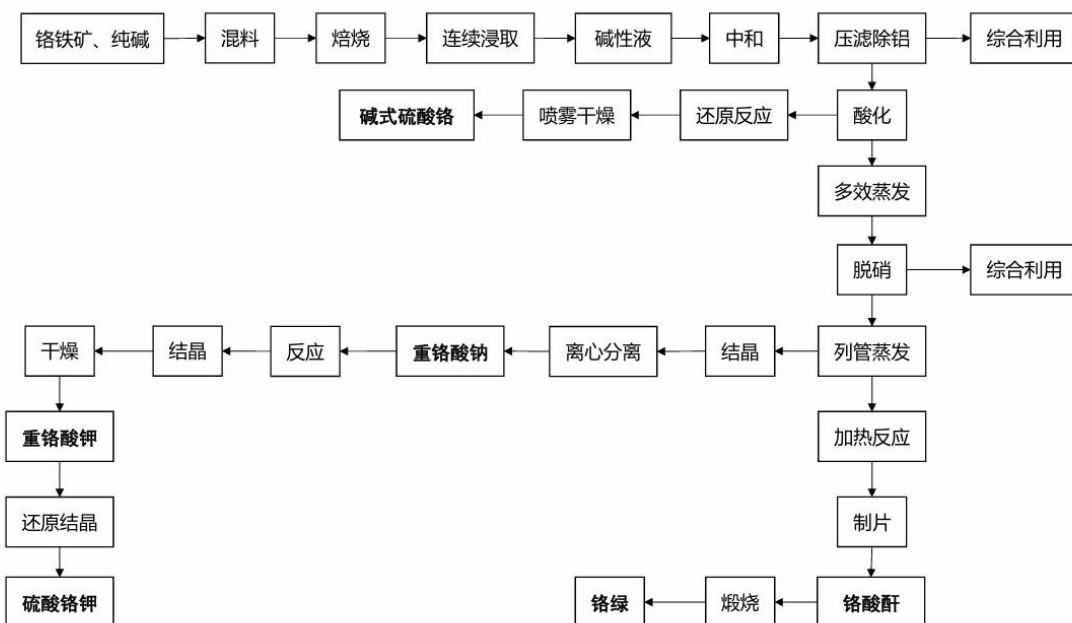 铬铁矿、纯碱
混料
焙烧
连续浸取
碱性液
中和
压滤除铝
综合利用
碱式硫酸铬
喷雾干燥
还原反应
酸化
多效蒸发
脱硝
综合利用
干燥
结晶
反应
重铬酸钠
离心分离
结晶
列管蒸发
重铬酸钾
加热反应
还原结晶
制片
硫酸铬钾
铬绿
煅烧
铬酸酐